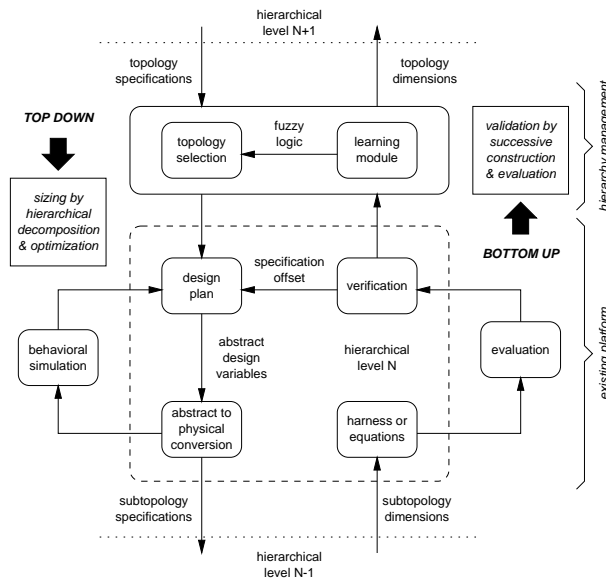 hierarchical
level N+1
topology
specifications
topology
dimensions
TOP DOWN
fuzzy
logic
topology
selection
learning
module
validation by
successive
construction
& evaluation
hierarchy management
sizing by
hierarchical
decomposition
& optimization
BOTTOM UP
design
plan
specification
offset
verification
behavioral
simulation
abstract
design
variables
hierarchical
level N
evaluation
existing platform
abstract to
physical
conversion
harness or
equations
subtopology
specifications
subtopology
dimensions
hierarchical
level N-1